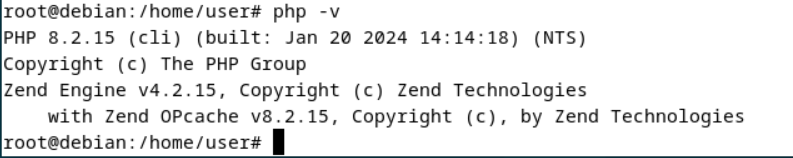 root@debian:/home/user# php -v
PHP 8.2.15 (cli) (built: Jan 20 2024 14:14:18) (NTS)
Copyright (c) The PHP Group
Zend Engine v4.2.15, Copyright (c) Zend Technologies
    with Zend OPcache v8.2.15, Copyright (c), by Zend Technologies
root@debian:/home/user#